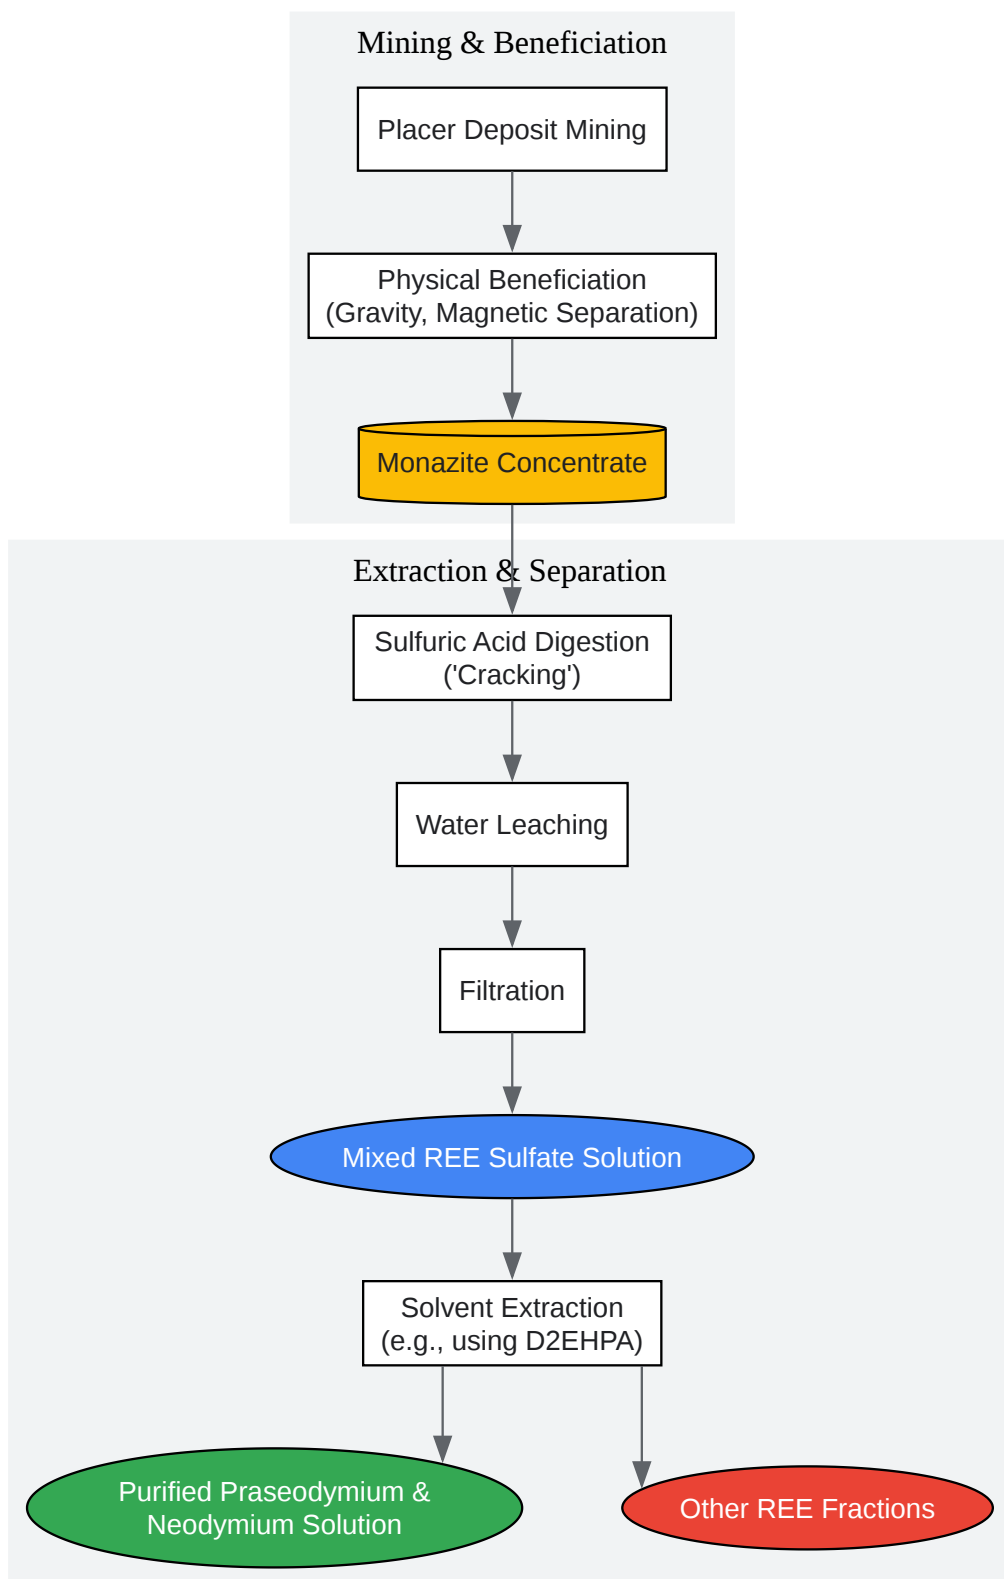 Mining & Beneficiation
Placer Deposit Mining
Physical Beneficiation
(Gravity, Magnetic Separation)
Monazite Concentrate
Extraction & Separation
Sulfuric Acid Digestion
('Cracking')
Water Leaching
Filtration
Mixed REE Sulfate Solution
Solvent Extraction
(e.g., using D2EHPA)
Purified Praseodymium &
Neodymium Solution
Other REE Fractions